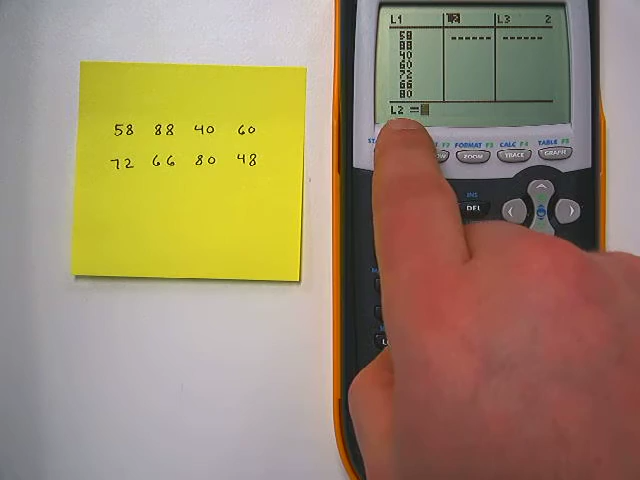 58 88 40 60
72 66 80 48
L1 L2 L3 2
58 ------ ------
88
40
60
72
66
80
L2 =
FORMAT F3 CALC F4 TABLE F5
ZOOM TRACE GRAPH
INS
DEL